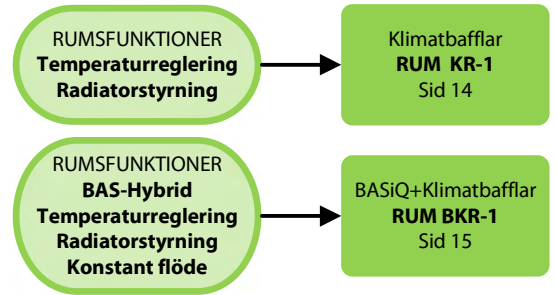 RUMSFUNKTIONER
Temperaturreglering
Radiatorstyrning
Klimatbafflar
RUM KR-1
Sid 14
RUMSFUNKTIONER
BAS-Hybrid
Temperaturreglering
Radiatorstyrning
Konstant flöde
BASiQ+Klimatbafflar
RUM BKR-1
Sid 15